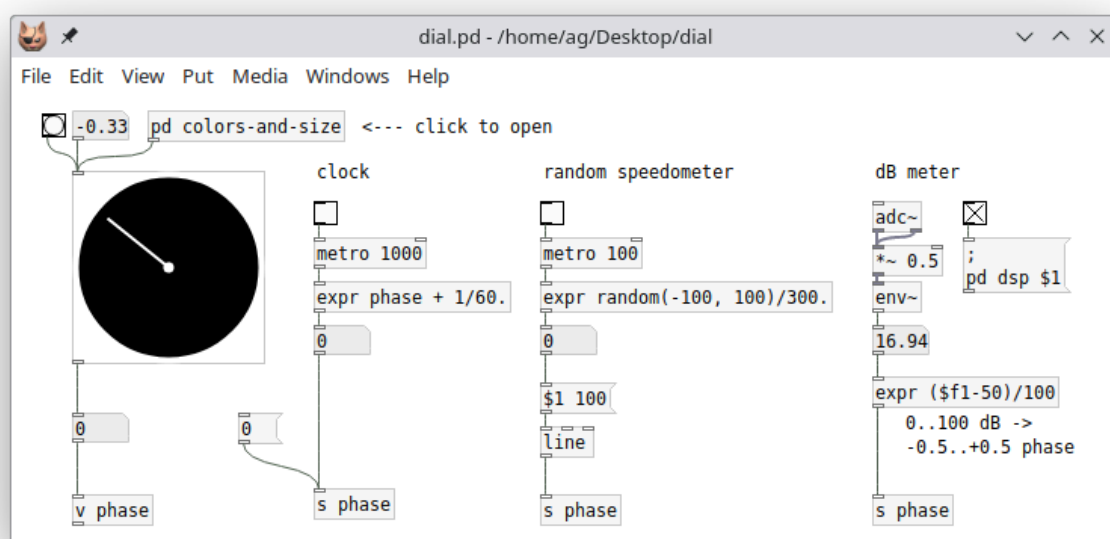 dial.pd - /home/ag/Desktop/dial
File Edit View Put Media Windows Help
-0.33
pd colors-and-size
<--- click to open
clock
metro 1000
expr phase + 1/60.
0
0
0
v phase
s phase
random speedometer
metro 100
expr random(-100, 100)/300.
0
$1 100
line
s phase
dB meter
adc~
*~ 0.5
env~
16.94
;
pd dsp $1
expr ($f1-50)/100
0..100 dB ->
-0.5..+0.5 phase
s phase